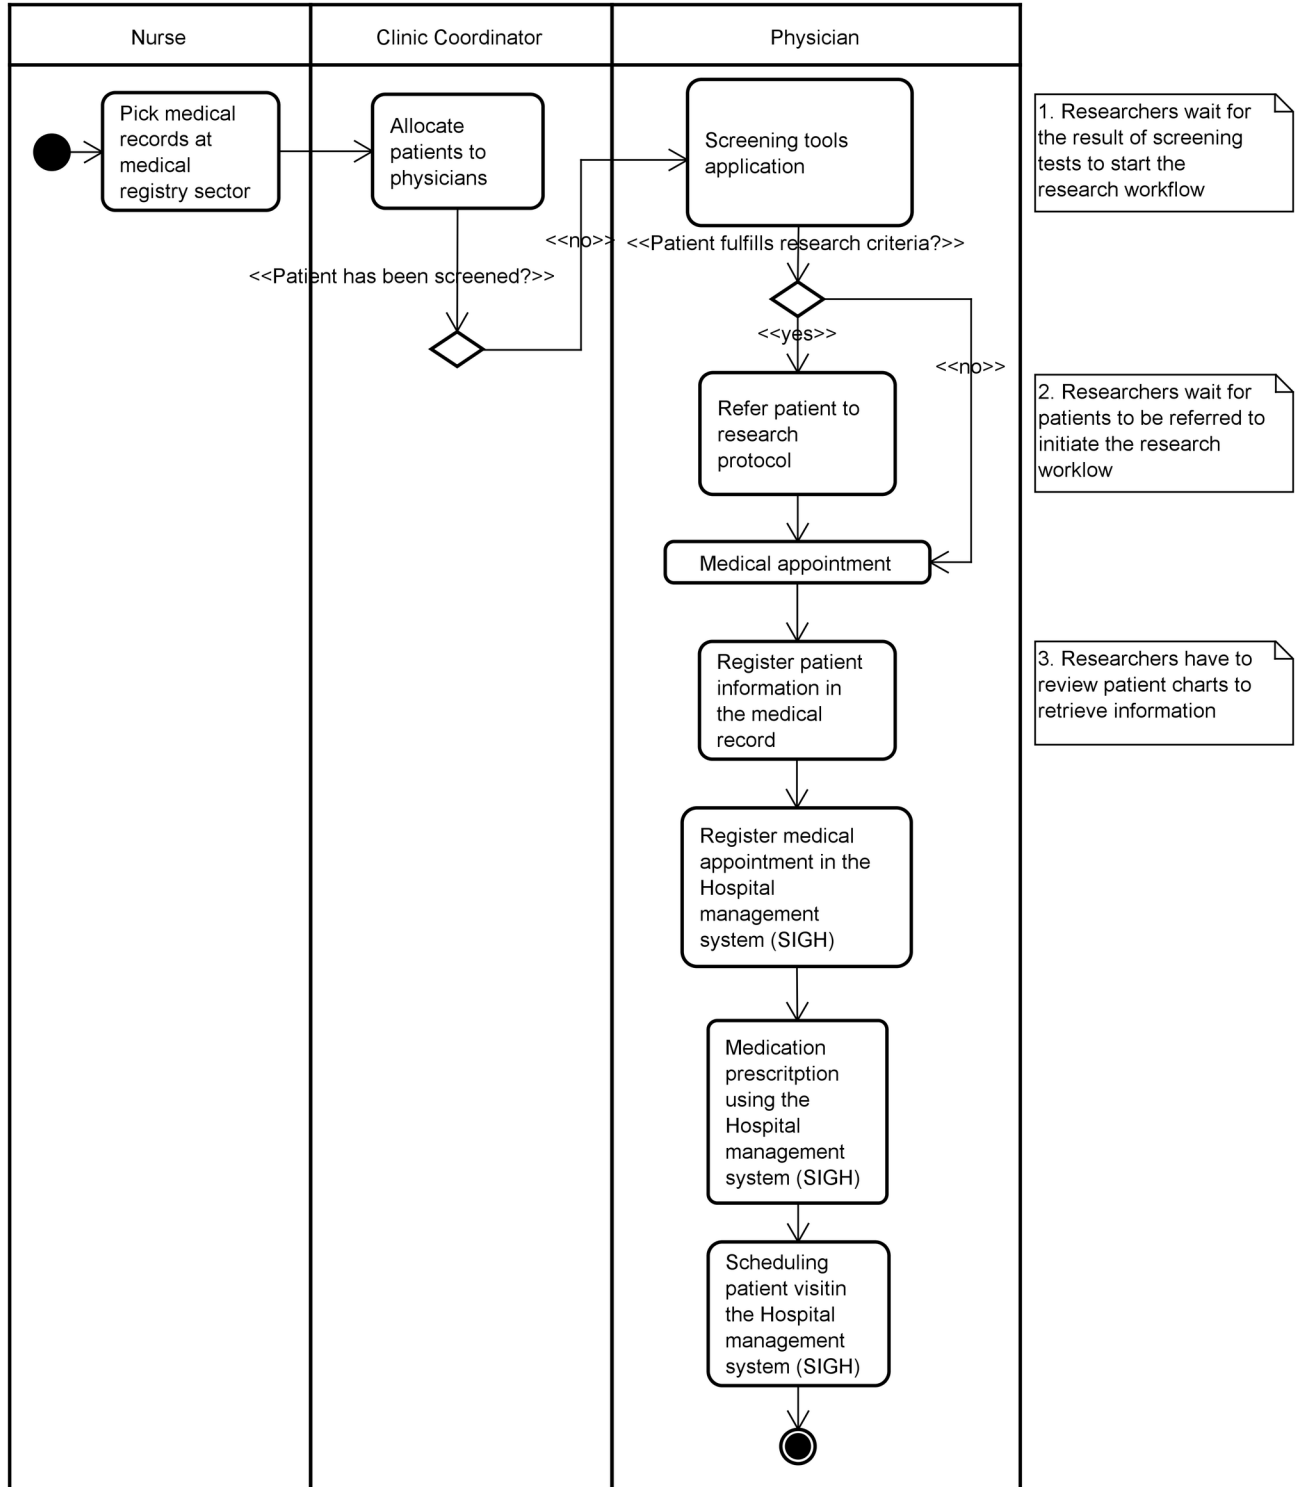 Nurse
Clinic Coordinator
Physician
Pick medical
records at
medical
registry sector
Allocate
patients to
physicians
Screening tools
application
1. Researchers wait for
the result of screening
tests to start the
research workflow
<<no>>
<<Patient fulfills research criteria?>>
<<Patient has been screened?>>
<<yes>>
<<no>>
Refer patient to
research
protocol
2. Researchers wait for
patients to be referred to
initiate the research
worklow
Medical appointment
Register patient
information in
the medical
record
3. Researchers have to
review patient charts to
retrieve information
Register medical
appointment in the
Hospital
management
system (SIGH)
Medication
prescritption
using the
Hospital
management
system (SIGH)
Scheduling
patient visitin
the Hospital
management
system (SIGH)